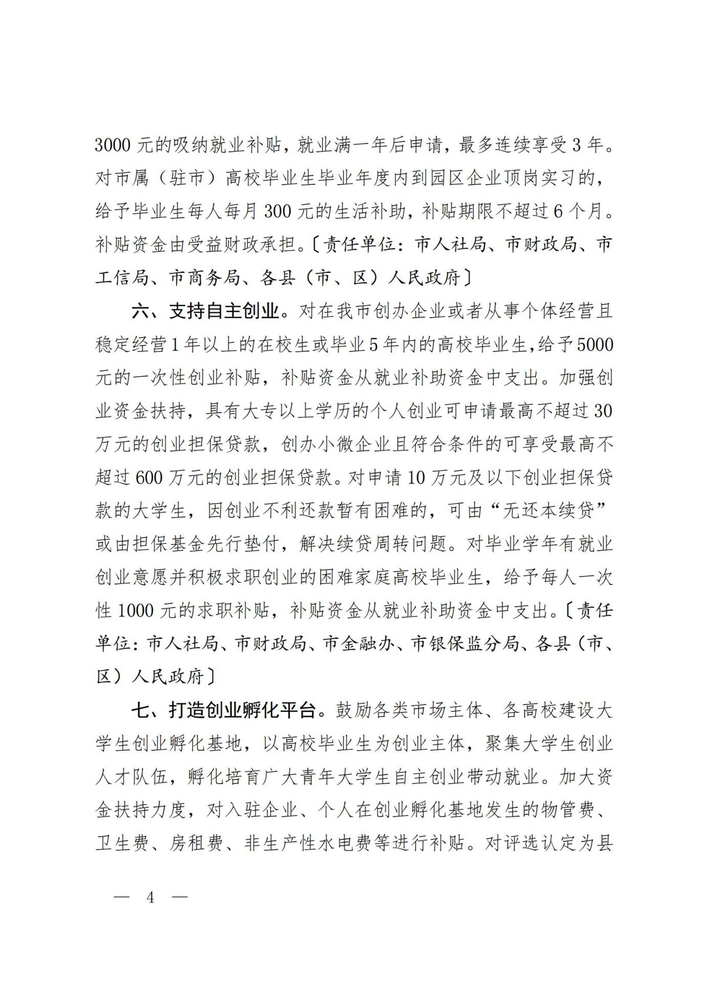 3000 元的吸纳就业补贴，就业满一年后申请，最多连续享受 3 年。
对市属（驻市）高校毕业生毕业年度内到园区企业顶岗实习的，
给予毕业生每人每月 300 元的生活补助，补贴期限不超过 6 个月。
补贴资金由受益财政承担。〔责任单位：市人社局、市财政局、市
工信局、市商务局、各县（市、区）人民政府〕
六、支持自主创业。对在我市创办企业或者从事个体经营且
稳定经营 1 年以上的在校生或毕业 5 年内的高校毕业生，给予 5000
元的一次性创业补贴，补贴资金从就业补助资金中支出。加强创
业资金扶持，具有大专以上学历的个人创业可申请最高不超过 30
万元的创业担保贷款，创办小微企业且符合条件的可享受最高不
超过 600 万元的创业担保贷款。对申请 10 万元及以下创业担保贷
款的大学生，因创业不利还款暂有困难的，可由“无还本续贷”
或由担保基金先行垫付，解决续贷周转问题。对毕业学年有就业
创业意愿并积极求职创业的困难家庭高校毕业生，给予每人一次
性 1000 元的求职补贴，补贴资金从就业补助资金中支出。〔责任
单位：市人社局、市财政局、市金融办、市银保监分局、各县（市、
区）人民政府〕
七、打造创业孵化平台。鼓励各类市场主体、各高校建设大
学生创业孵化基地，以高校毕业生为创业主体，聚集大学生创业
人才队伍，孵化培育广大青年大学生自主创业带动就业。加大资
金扶持力度，对入驻企业、个人在创业孵化基地发生的物管费、
卫生费、房租费、非生产性水电费等进行补贴。对评选认定为县
— 4 —